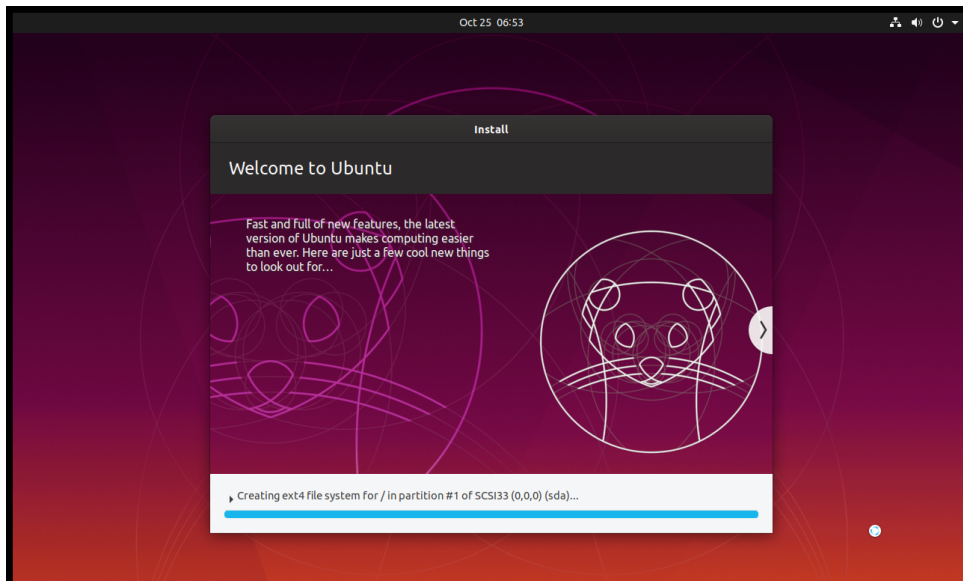 Oct 25 06:53
Install
Welcome to Ubuntu
Fast and full of new features, the latest
version of Ubuntu makes computing easier
than ever. Here are just a few cool new things
to look out for…
Creating ext4 file system for / in partition #1 of SCSI33 (0,0,0) (sda)...